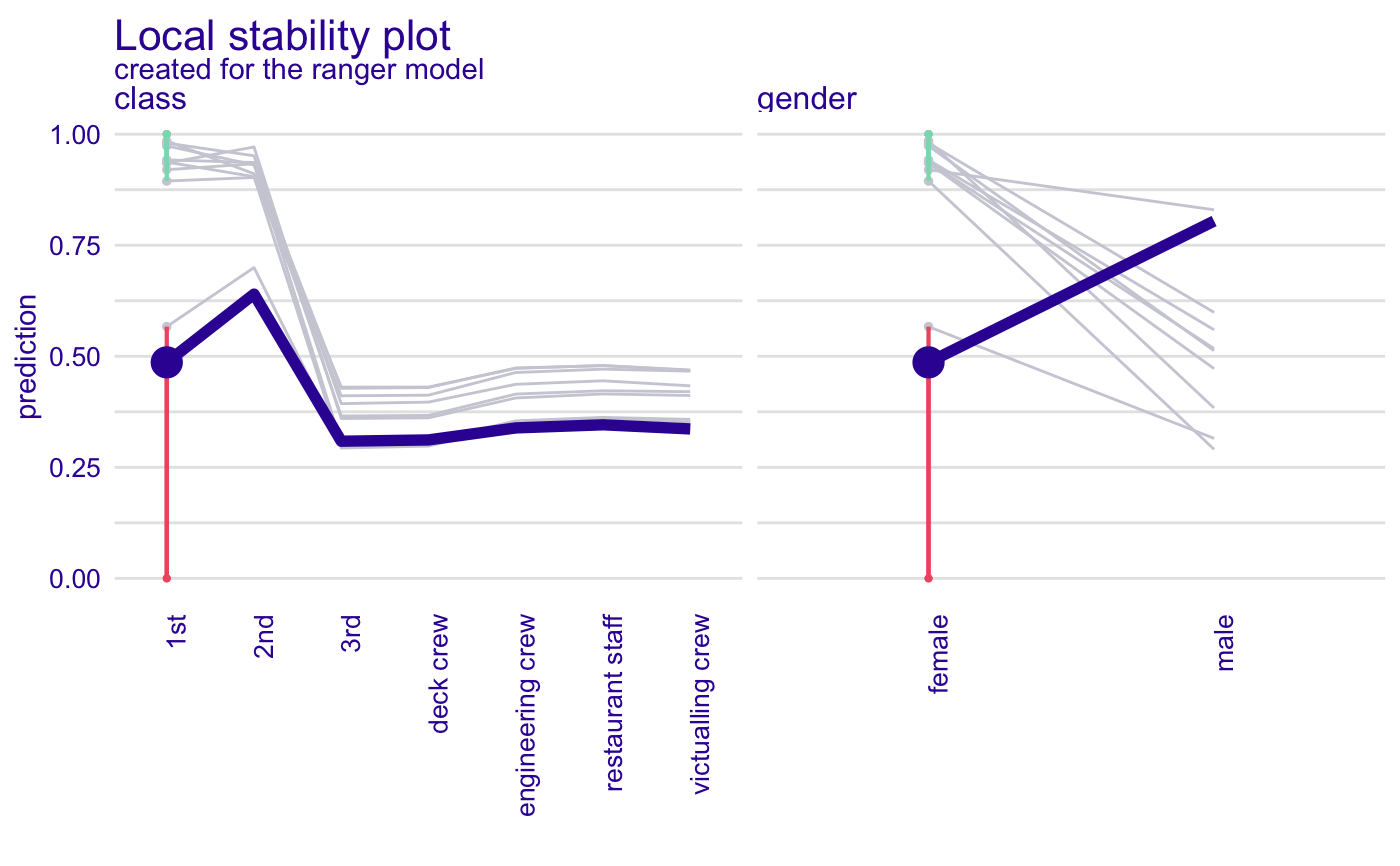 Local stability plot
created for the ranger model
class
gender
prediction
1.00
0.75
0.50
0.25
0.00
1st
2nd
3rd
deck crew
engineering crew
restaurant staff
victualling crew
female
male